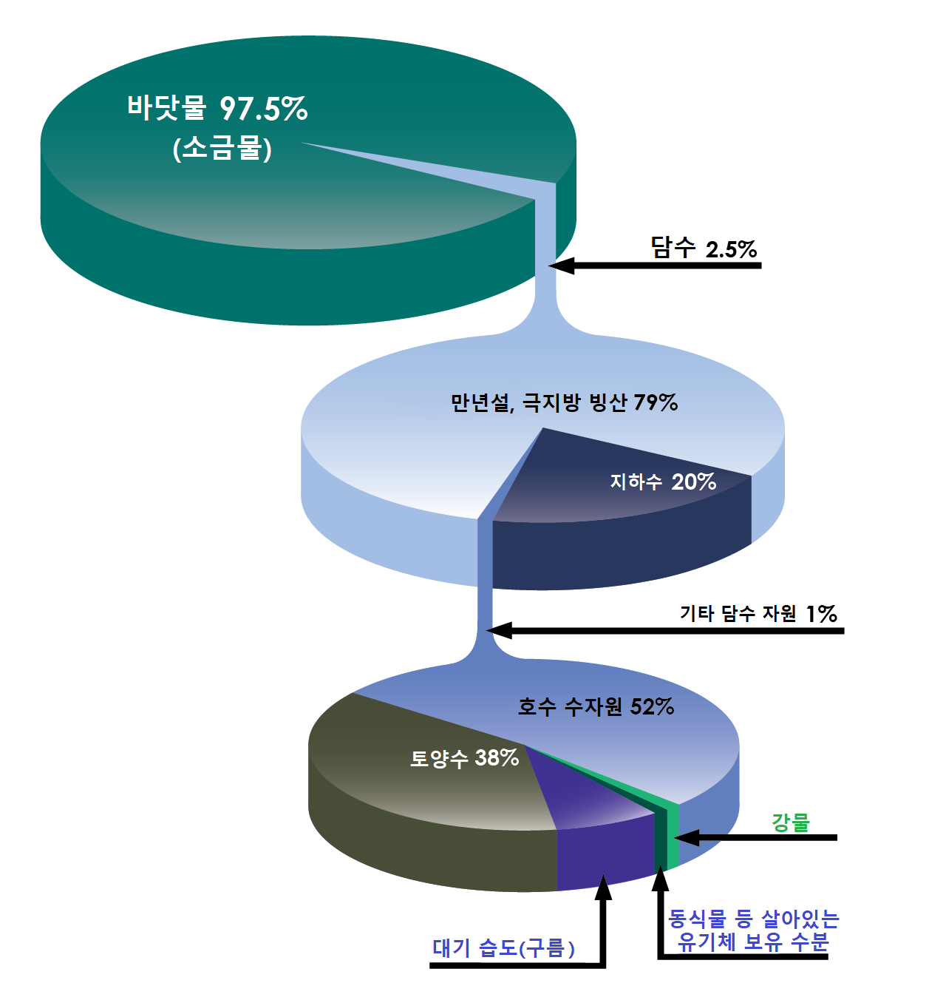 바닷물 97.5%
(소금물)
담수 2.5%
만년설, 극지방 빙산 79%
지하수 20%
기타 담수 자원 1%
호수 수자원 52%
토양수 38%
강물
동식물 등 살아있는
유기체 보유 수분
대기 습도(구름)